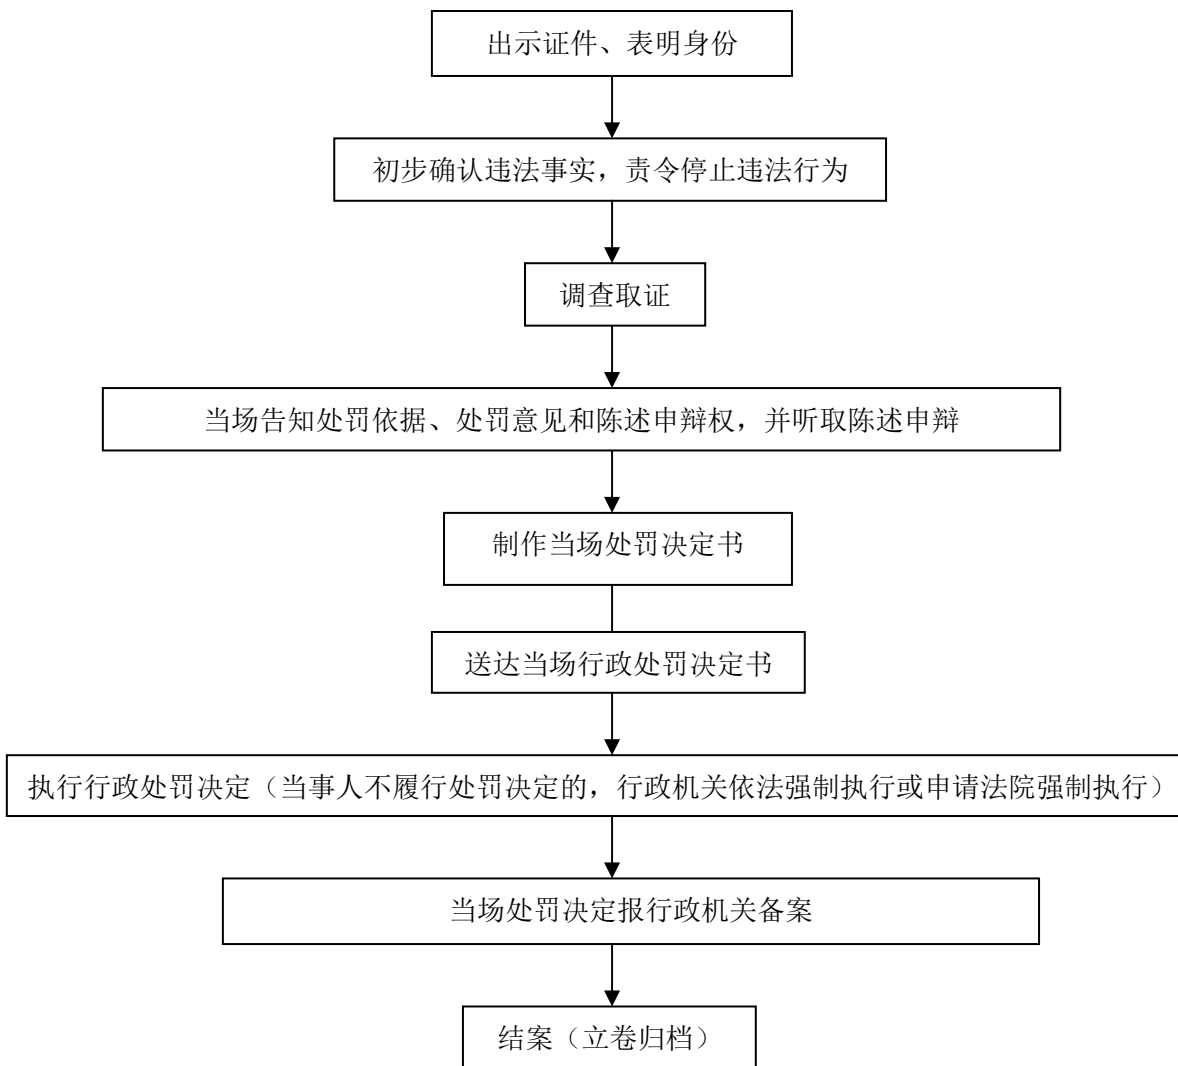 出示证件、表明身份
初步确认违法事实，责令停止违法行为
调查取证
当场告知处罚依据、处罚意见和陈述申辩权，并听取陈述申辩
制作当场处罚决定书
送达当场行政处罚决定书
执行行政处罚决定（当事人不履行处罚决定的，行政机关依法强制执行或申请法院强制执行）
当场处罚决定报行政机关备案
结案（立卷归档）